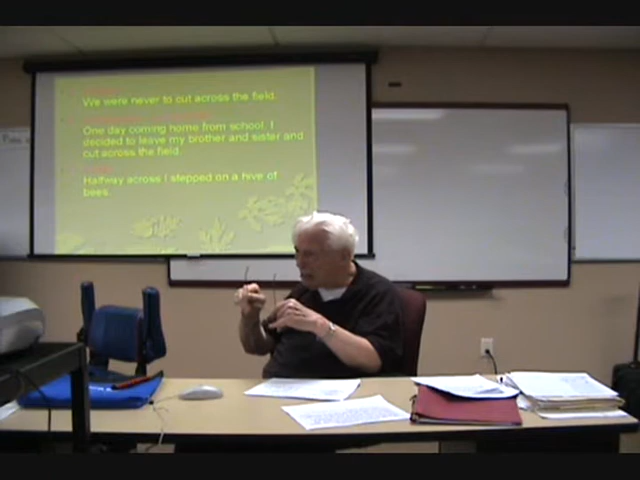 We were never to cut across the field.
One day coming home from school. I
decided to leave my brother and sister and
cut across the field.
Halfway across I stepped on a hive of
bees